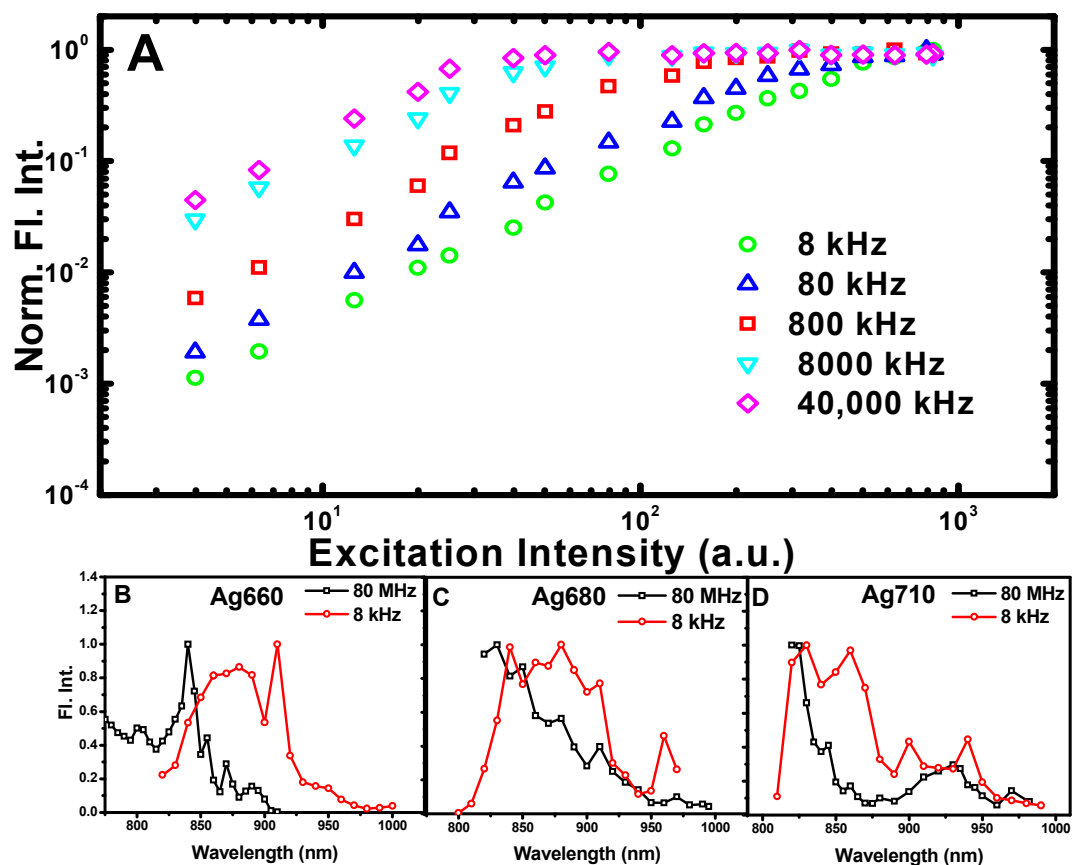 A
10^0
10^-1
10^-2
10^-3
10^-4
Norm. Fl. Int.
8 kHz
80 kHz
800 kHz
8000 kHz
40,000 kHz
10^1
10^2
10^3
Excitation Intensity (a.u.)
B
Ag660
80 MHz
8 kHz
C
Ag680
80 MHz
8 kHz
D
Ag710
80 MHz
8 kHz
1.4
1.2
1.0
0.8
0.6
0.4
0.2
0.0
Fl. Int.
800 850 900 950 1000
800 850 900 950 1000
800 850 900 950 1000
Wavelength (nm)
Wavelength (nm)
Wavelength (nm)